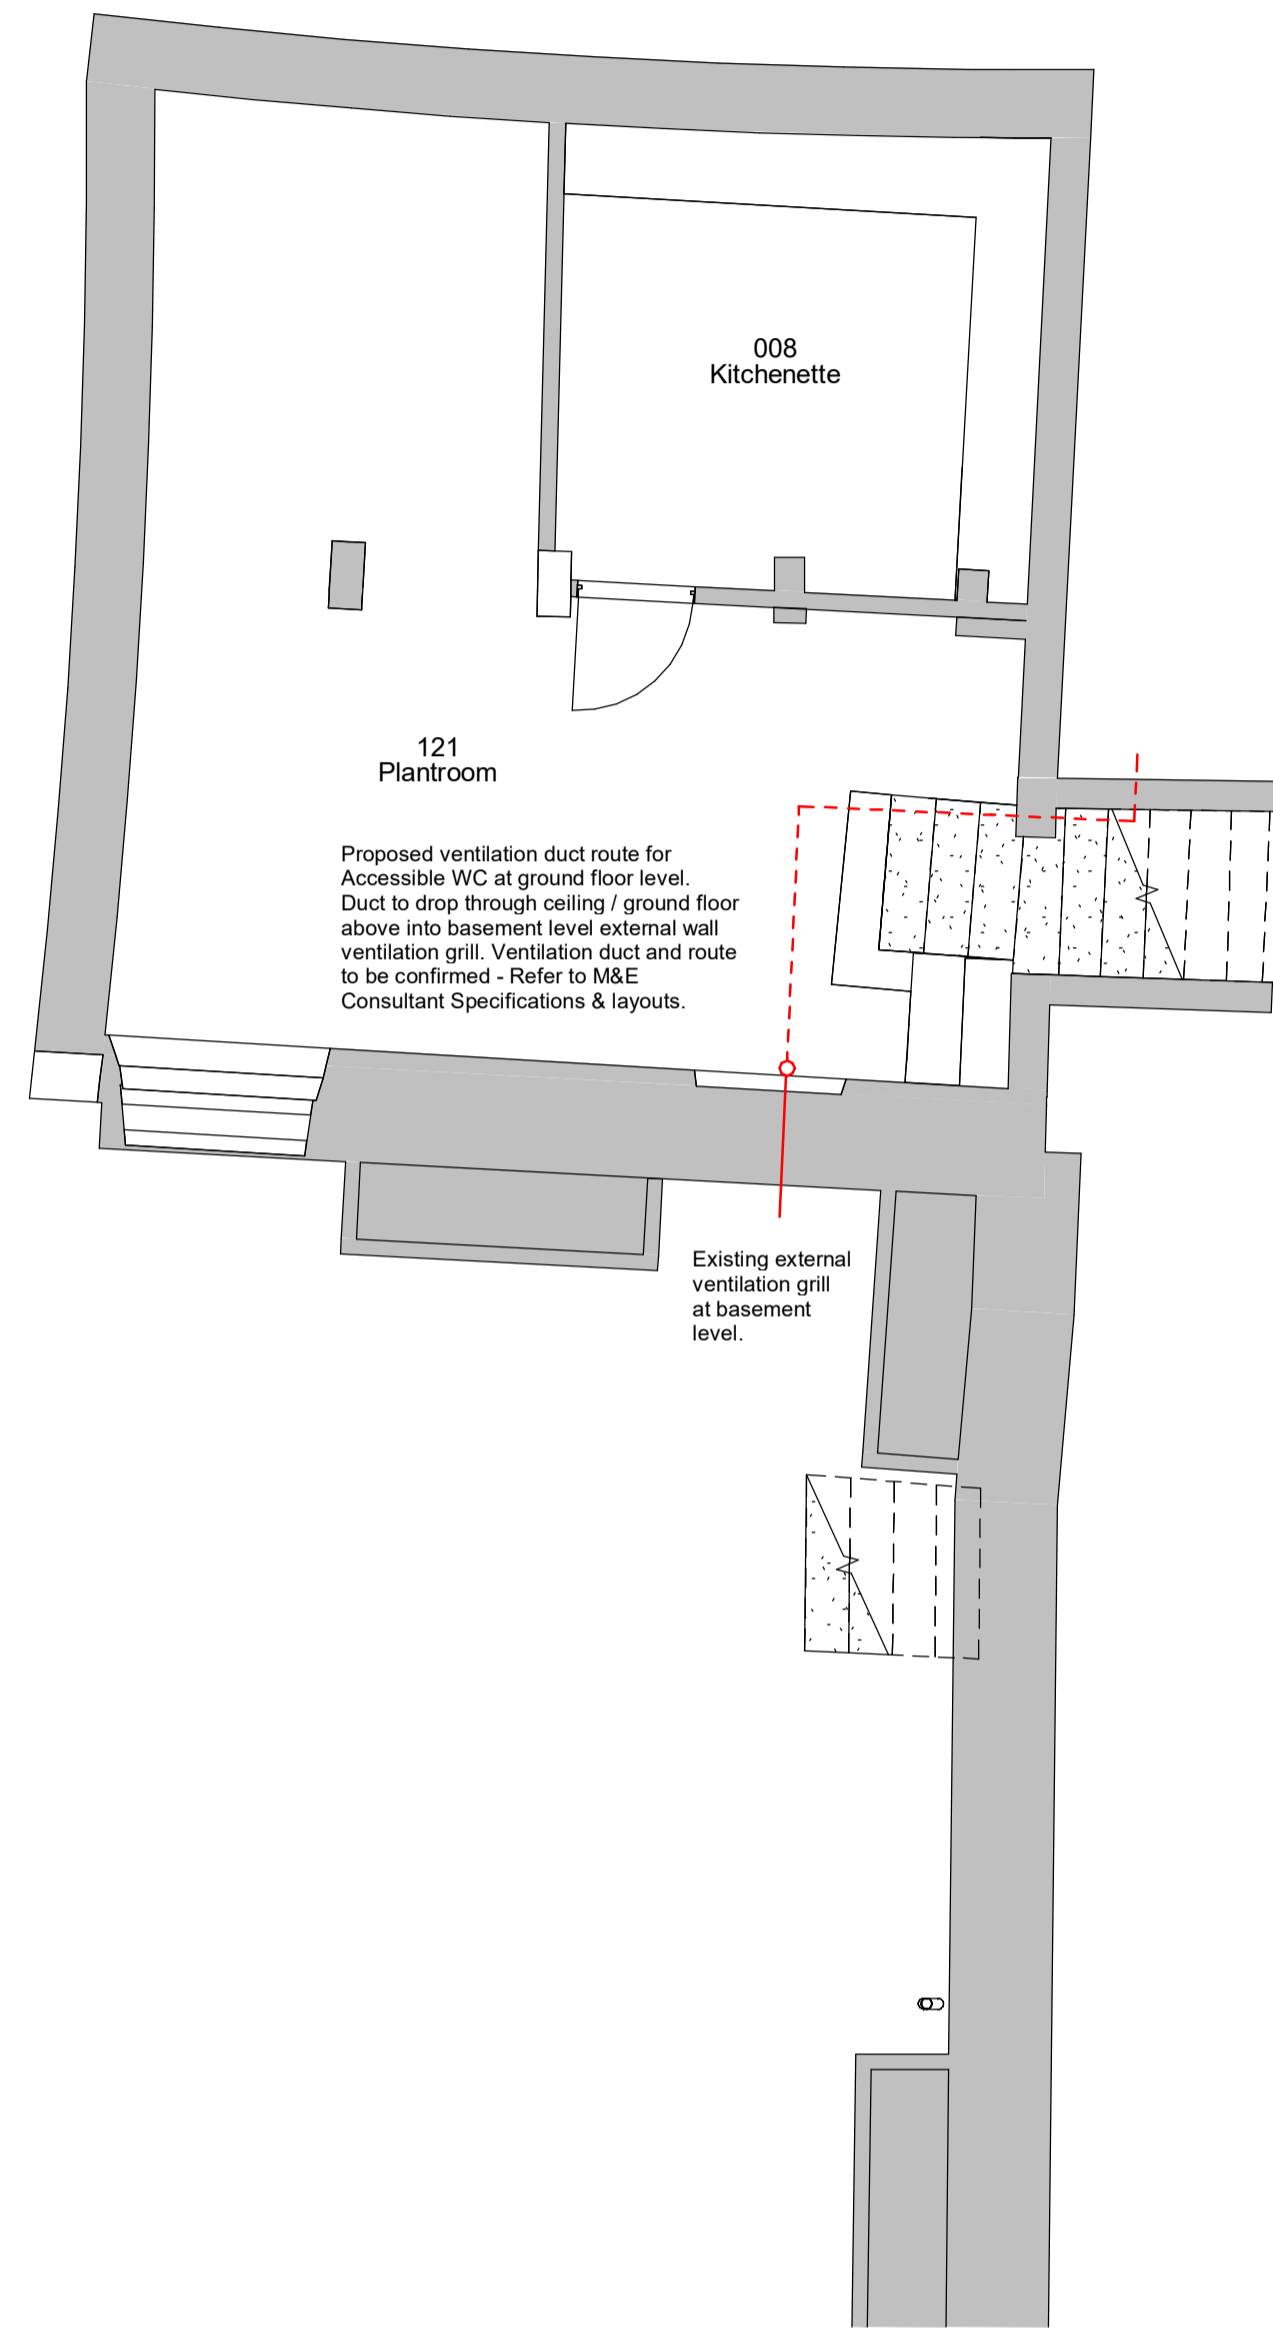 008
Kitchenette
121
Plantroom
Proposed ventilation duct route for
Accessible WC at ground floor level.
Duct to drop through ceiling / ground floor
above into basement level external wall
ventilation grill. Ventilation duct and route
to be confirmed - Refer to M&E
Consultant Specifications & layouts.
Existing external
ventilation grill
at basement
level.